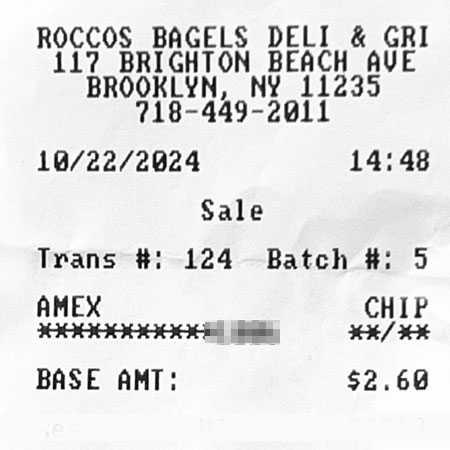 ROCCOS BAGELS DELI & GRI
117 BRIGHTON BEACH AVE
BROOKLYN, NY 11235
718-449-2011
10/22/2024 14:48
Sale
Trans #: 124 Batch #: 5
AMEX CHIP
*********** **/**
BASE AMT: $2.60